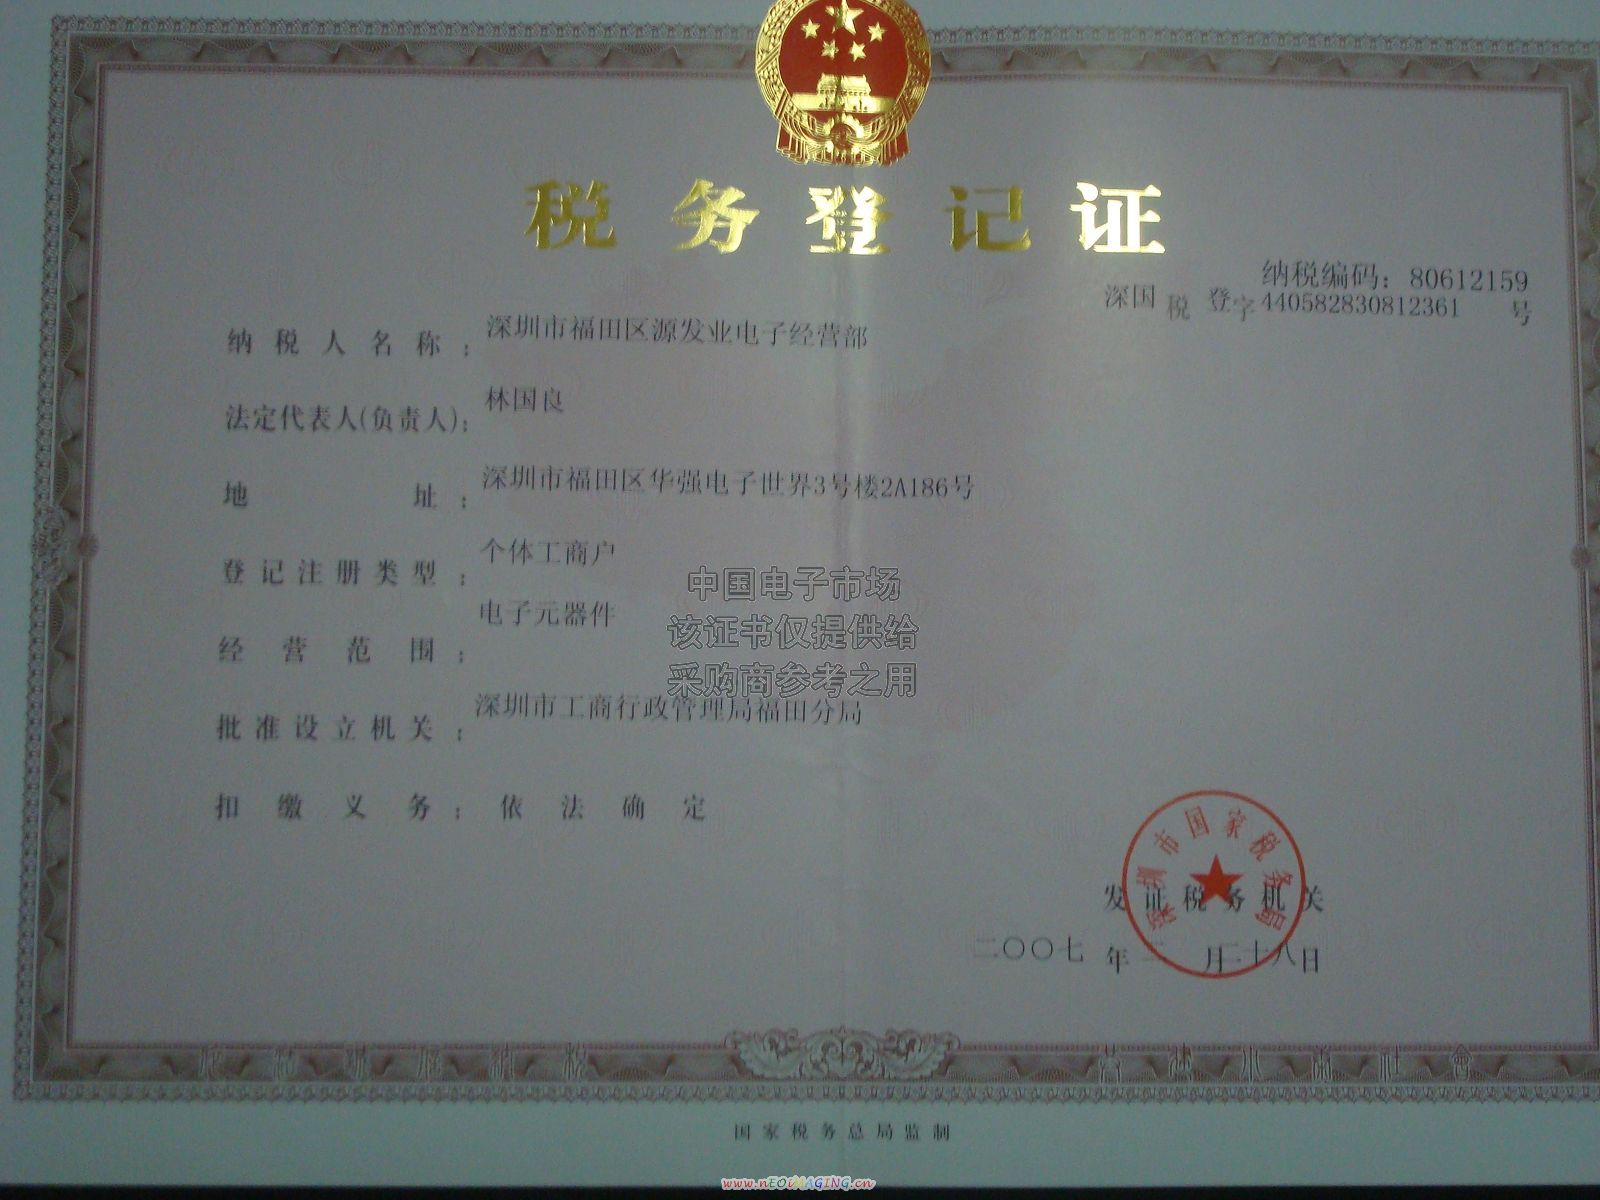 税务登记证
纳税编码：80612159
深国税 登字440582830812361 号
纳税人名称：深圳市福田区源发业电子经营部
法定代表人(负责人)：林国良
地址：深圳市福田区华强电子世界3号楼2A186号
登记注册类型：个体工商户
经营范围：电子元器件
批准设立机关：深圳市工商行政管理局福田分局
扣缴义务：依法确定
中国电子市场
该证书仅提供给
采购商参考之用
深圳市国家税务局
发证税务机关
二〇〇七年二月二十八日
国家税务总局监制
www.nEOiMAGING.cn